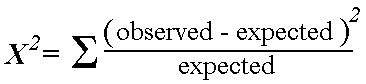 X² = ∑ (observed - expected)² / expected